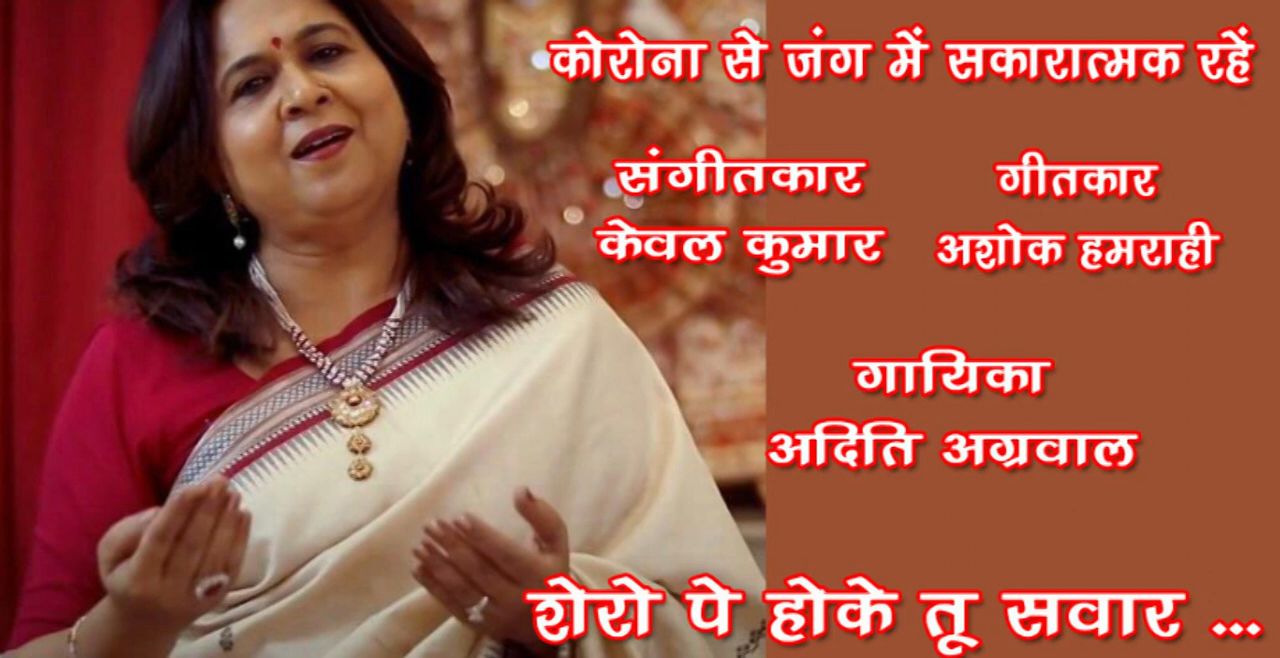 कोरोना से जंग में सकारात्मक रहें
संगीतकार
केवल कुमार
गीतकार
अशोक हमराही
गायिका
अदिति अग्रवाल
शेरो पे होके तू सवार ...